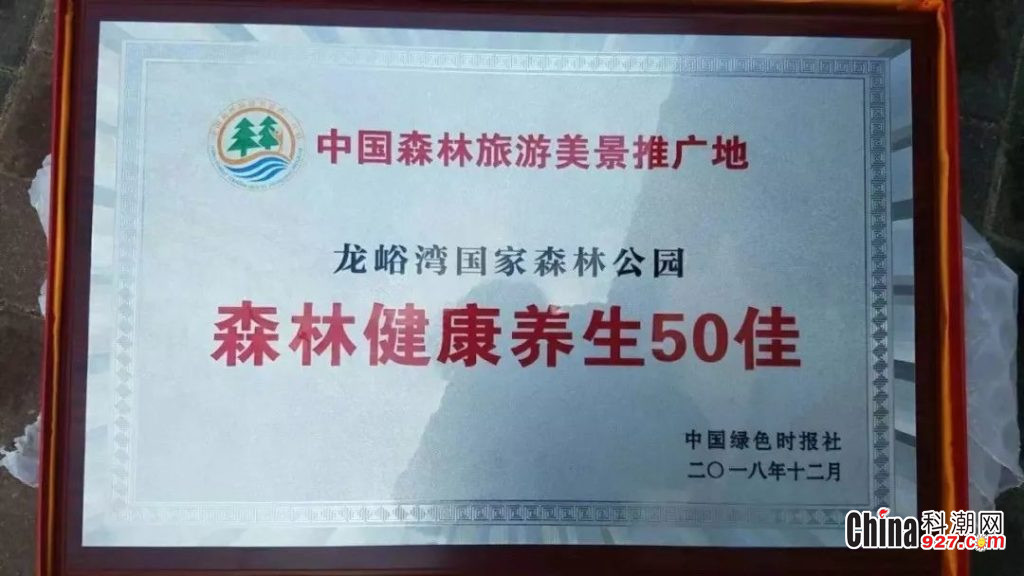 中国森林旅游美景推广地
龙峪湾国家森林公园
森林健康养生50佳
中国绿色时报社
二〇一八年十二月
China科潮网
927.com